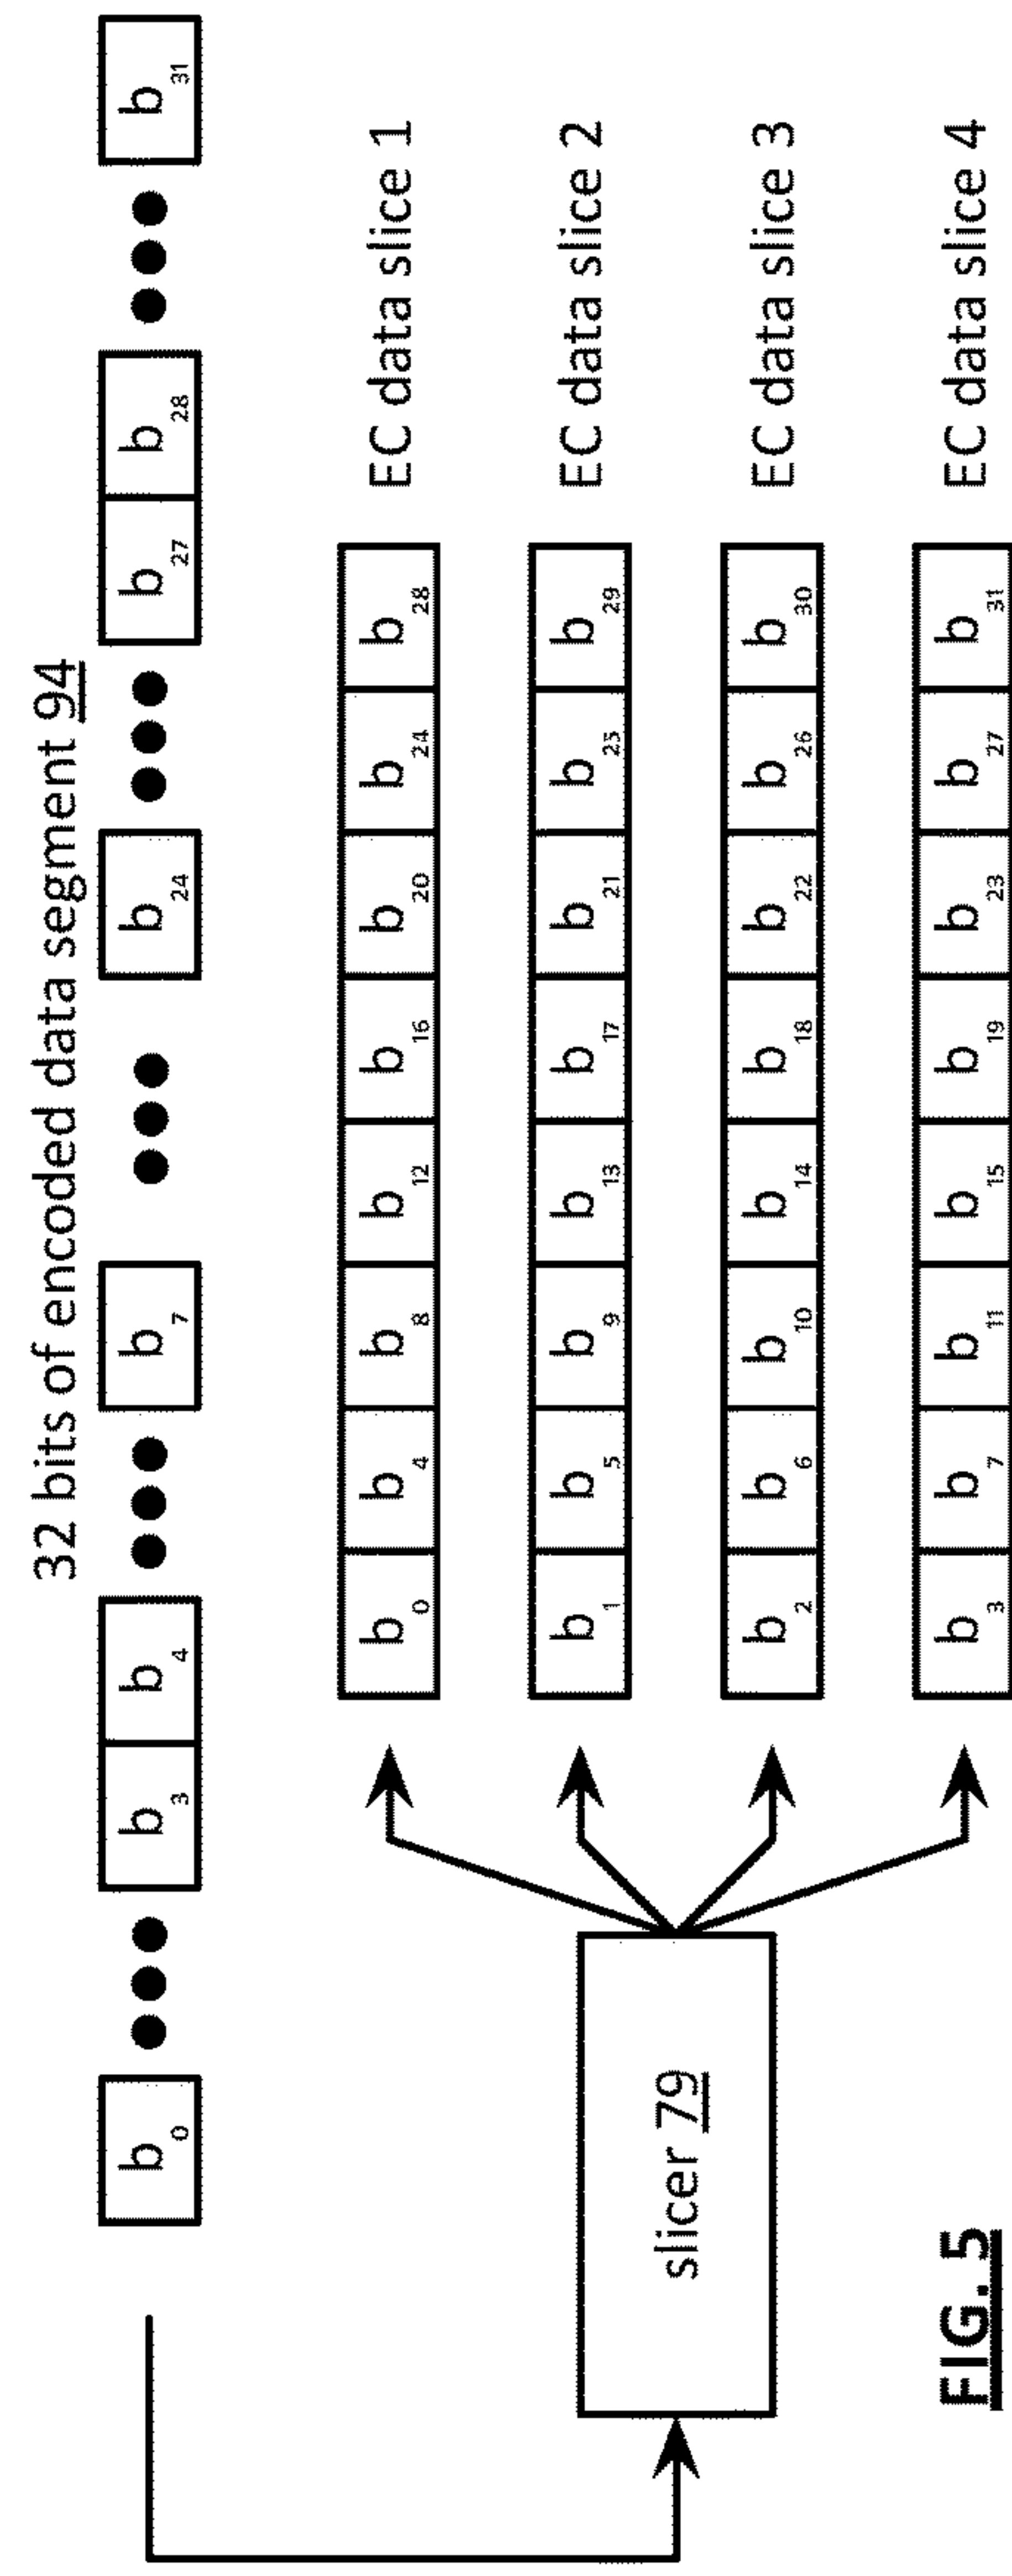 32 bits of encoded data segment 94
b0 ●●● b3 b4 ●●● b7 ●●● b24 ●●● b27 b28 ●●● b31
b0 b4 b8 b12 b16 b20 b24 b28 EC data slice 1
b1 b5 b9 b13 b17 b21 b25 b29 EC data slice 2
slicer 79
b2 b6 b10 b14 b18 b22 b26 b30 EC data slice 3
b3 b7 b11 b15 b19 b23 b27 b31 EC data slice 4
FIG. 5